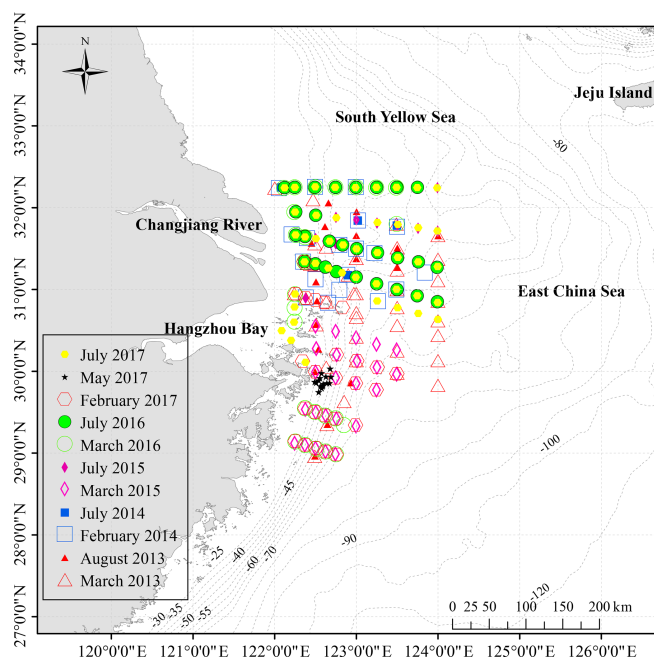 34°0'0"N
33°0'0"N
32°0'0"N
31°0'0"N
30°0'0"N
29°0'0"N
28°0'0"N
27°0'0"N
N
Jeju Island
South Yellow Sea
-80
Changjiang River
East China Sea
Hangzhou Bay
July 2017
May 2017
February 2017
July 2016
March 2016
July 2015
March 2015
July 2014
February 2014
August 2013
March 2013
-45
-100
-90
-25
-40
-60
-70
-120
-30
-35
-50
-55
0 25 50 100 150 200 km
120°0'0"E 121°0'0"E 122°0'0"E 123°0'0"E 124°0'0"E 125°0'0"E 126°0'0"E